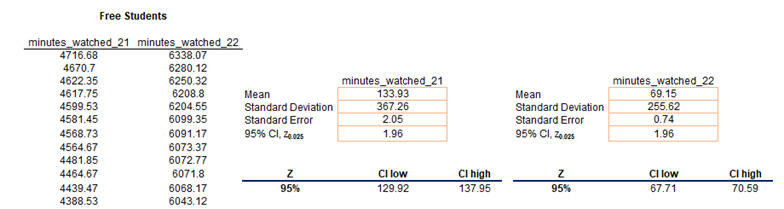 Free Students
minutes_watched_21 minutes_watched_22
4716.68 6338.07
4670.7 6280.12
4622.35 6250.32
4617.75 6208.8
4599.53 6204.55
4581.45 6099.35
4568.73 6091.17
4564.67 6073.37
4481.85 6072.77
4464.67 6071.8
4439.47 6068.17
4388.53 6043.12
minutes_watched_21
Mean 133.93
Standard Deviation 367.26
Standard Error 2.05
95% CI, z0.025 1.96
Z CI low CI high
95% 129.92 137.95
minutes_watched_22
Mean 69.15
Standard Deviation 255.62
Standard Error 0.74
95% CI, z0.025 1.96
Z CI low CI high
95% 67.71 70.59